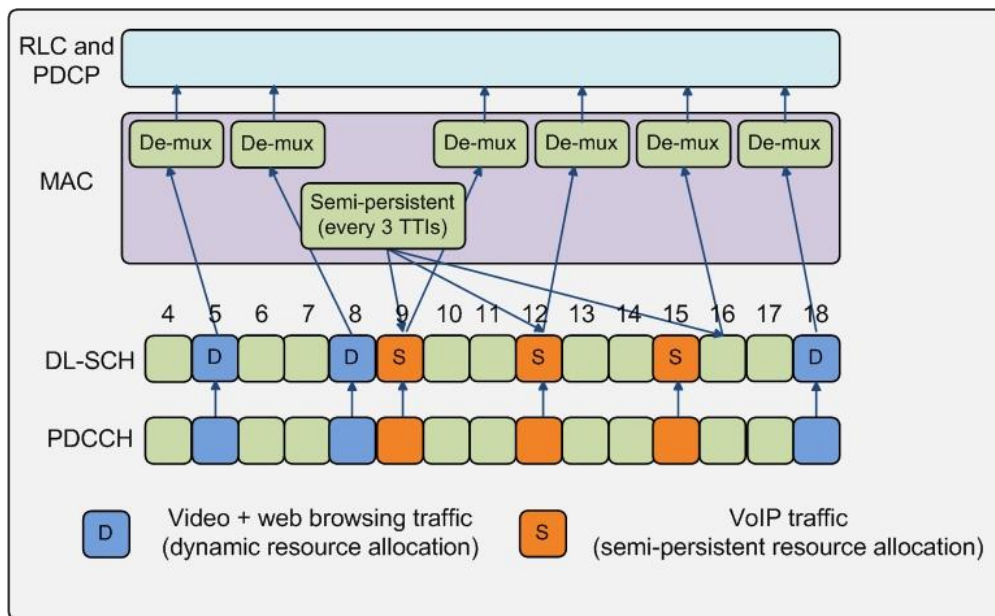 RLC and
PDCP
De-mux De-mux De-mux De-mux De-mux De-mux
MAC
Semi-persistent
(every 3 TTIs)
4 5 6 7 8 9 10 11 12 13 14 15 16 17 18
DL-SCH D D S S S D
PDCCH
D Video + web browsing traffic
(dynamic resource allocation)
S VoIP traffic
(semi-persistent resource allocation)